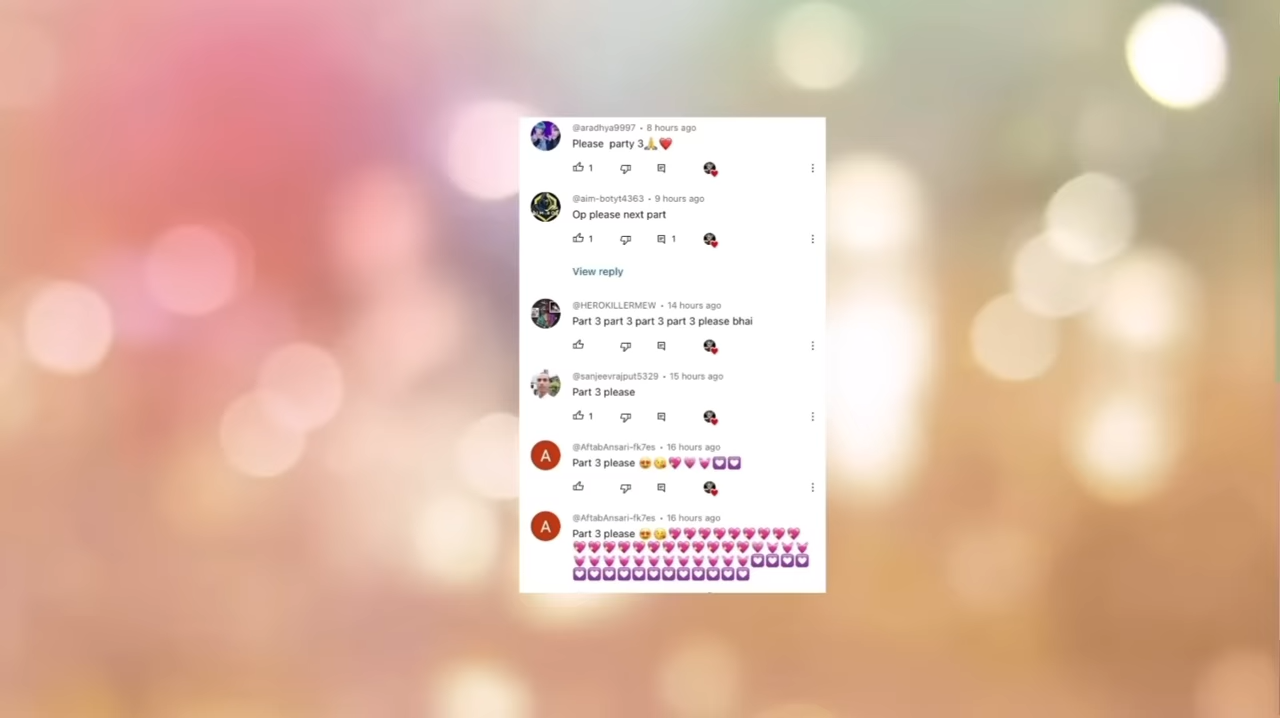 @aradhya9997 • 8 hours ago
Please party 3🙏❤️
1
@aim-botyt4363 • 9 hours ago
Op please next part
1 1
View reply
@HEROKILLERMEW • 14 hours ago
Part 3 part 3 part 3 part 3 please bhai
@sanjeevrajput5329 • 15 hours ago
Part 3 please
1
A
@AftabAnsari-fk7es • 16 hours ago
Part 3 please 😍😘💖💗💓💟💟
A
@AftabAnsari-fk7es • 16 hours ago
Part 3 please 😍😘💖💖💖💖💖💖💖💖💖
💖💖💖💖💖💖💖💖💖💖💖💖💗💗💗💓
💓💓💓💓💓💓💓💓💓💓💓💓💟💟💟💟
💟💟💟💟💟💟💟💟💟💟💟💟